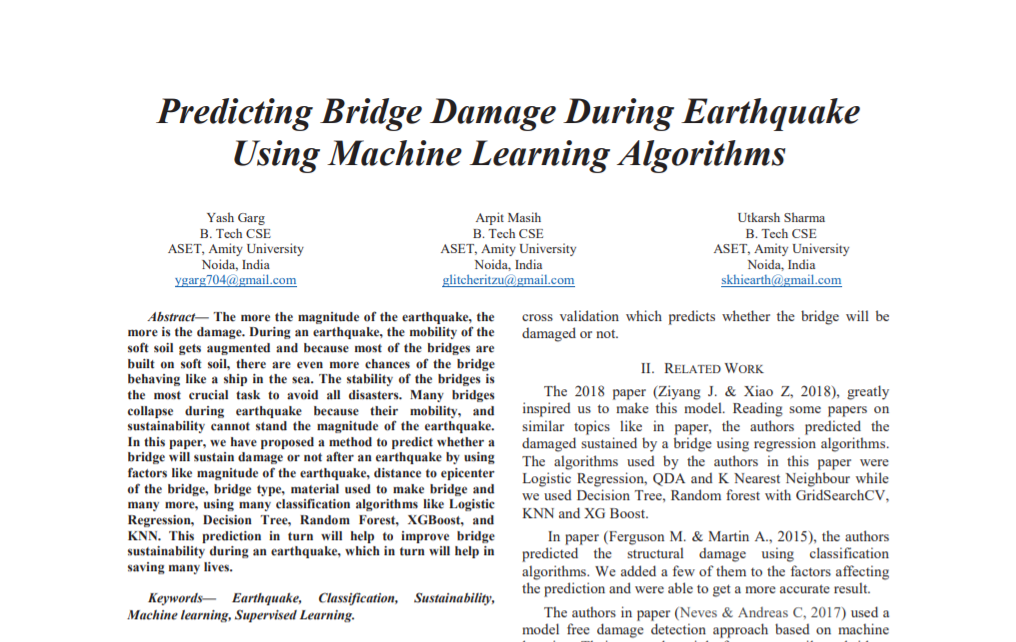 Predicting Bridge Damage During Earthquake
Using Machine Learning Algorithms
Yash Garg
B. Tech CSE
ASET, Amity University
Noida, India
ygarg704@gmail.com
Arpit Masih
B. Tech CSE
ASET, Amity University
Noida, India
glitcheritzu@gmail.com
Utkarsh Sharma
B. Tech CSE
ASET, Amity University
Noida, India
skhiearth@gmail.com
Abstract— The more the magnitude of the earthquake, the
more is the damage. During an earthquake, the mobility of the
soft soil gets augmented and because most of the bridges are
built on soft soil, there are even more chances of the bridge
behaving like a ship in the sea. The stability of the bridges is
the most crucial task to avoid all disasters. Many bridges
collapse during earthquake because their mobility, and
sustainability cannot stand the magnitude of the earthquake.
In this paper, we have proposed a method to predict whether a
bridge will sustain damage or not after an earthquake by using
factors like magnitude of the earthquake, distance to epicenter
of the bridge, bridge type, material used to make bridge and
many more, using many classification algorithms like Logistic
Regression, Decision Tree, Random Forest, XGBoost, and
KNN. This prediction in turn will help to improve bridge
sustainability during an earthquake, which in turn will help in
saving many lives.
Keywords— Earthquake, Classification, Sustainability,
Machine learning, Supervised Learning.
cross validation which predicts whether the bridge will be
damaged or not.
II. RELATED WORK
The 2018 paper (Ziyang J. & Xiao Z, 2018), greatly
inspired us to make this model. Reading some papers on
similar topics like in paper, the authors predicted the
damaged sustained by a bridge using regression algorithms.
The algorithms used by the authors in this paper were
Logistic Regression, QDA and K Nearest Neighbour while
we used Decision Tree, Random forest with GridSearchCV,
KNN and XG Boost.
In paper (Ferguson M. & Martin A., 2015), the authors
predicted the structural damage using classification
algorithms. We added a few of them to the factors affecting
the prediction and were able to get a more accurate result.
The authors in paper (Neves & Andreas C, 2017) used a
model free damage detection approach based on machine